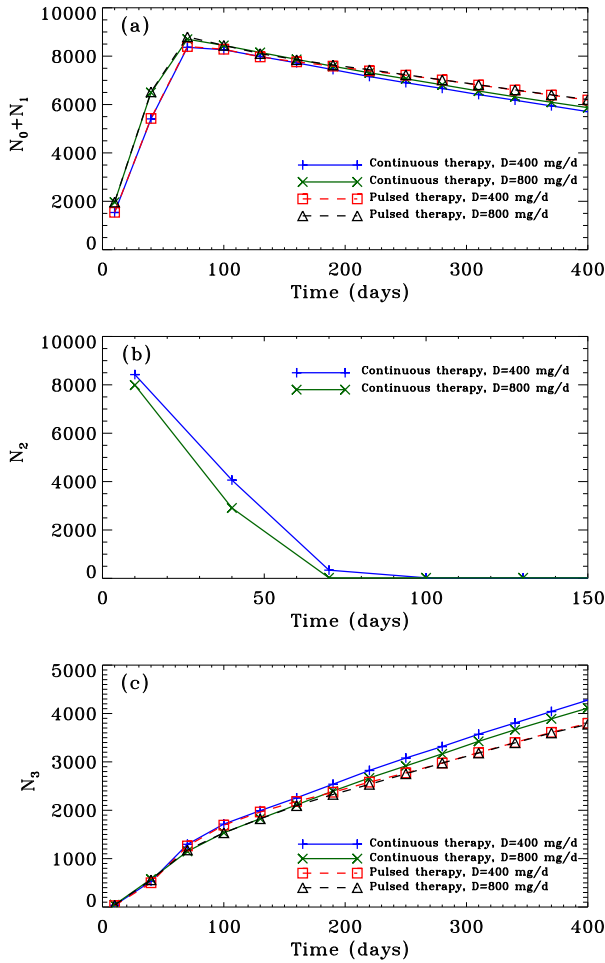 (a)
10000
8000
6000
4000
2000
0
N0+N1
Continuous therapy, D=400 mg/d
Continuous therapy, D=800 mg/d
Pulsed therapy, D=400 mg/d
Pulsed therapy, D=800 mg/d
0 100 200 300 400
Time (days)
(b)
10000
8000
6000
4000
2000
0
N2
Continuous therapy, D=400 mg/d
Continuous therapy, D=800 mg/d
0 50 100 150
Time (days)
(c)
5000
4000
3000
2000
1000
0
N3
Continuous therapy, D=400 mg/d
Continuous therapy, D=800 mg/d
Pulsed therapy, D=400 mg/d
Pulsed therapy, D=800 mg/d
0 100 200 300 400
Time (days)